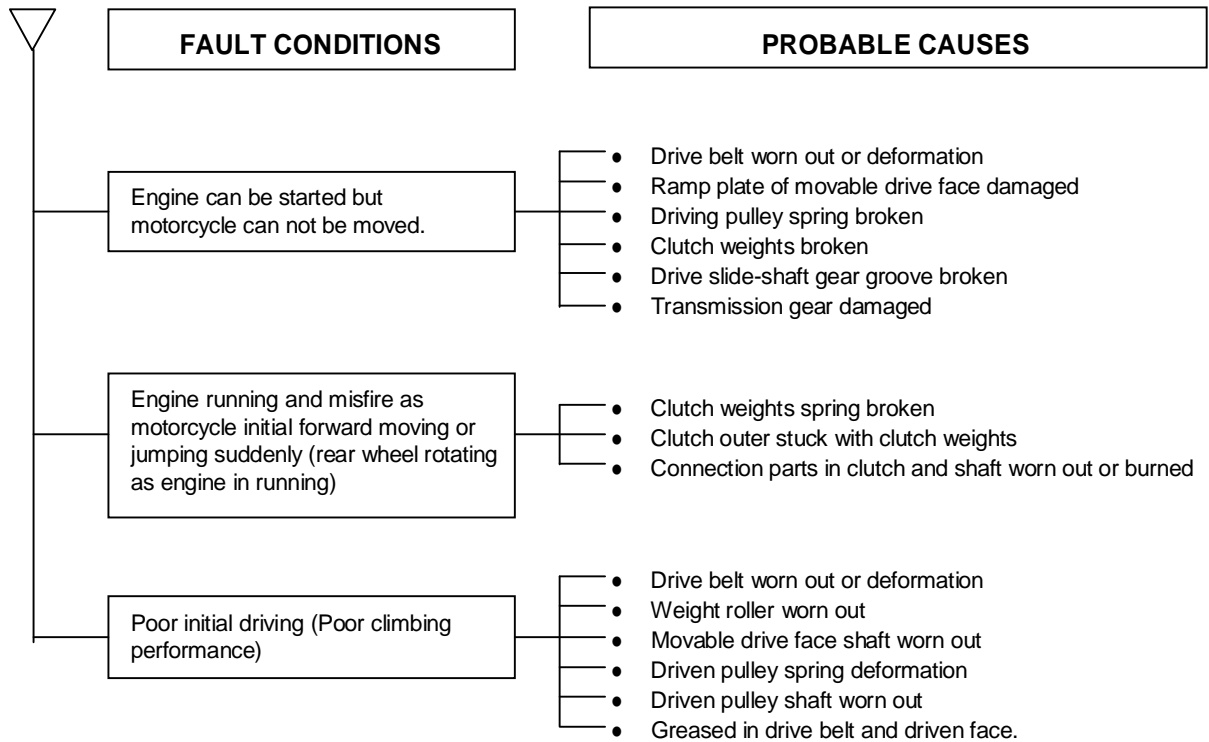 FAULT CONDITIONS
PROBABLE CAUSES
Engine can be started but
motorcycle can not be moved.
● Drive belt worn out or deformation
● Ramp plate of movable drive face damaged
● Driving pulley spring broken
● Clutch weights broken
● Drive slide-shaft gear groove broken
● Transmission gear damaged
Engine running and misfire as
motorcycle initial forward moving or
jumping suddenly (rear wheel rotating
as engine in running)
● Clutch weights spring broken
● Clutch outer stuck with clutch weights
● Connection parts in clutch and shaft worn out or burned
Poor initial driving (Poor climbing
performance)
● Drive belt worn out or deformation
● Weight roller worn out
● Movable drive face shaft worn out
● Driven pulley spring deformation
● Driven pulley shaft worn out
● Greased in drive belt and driven face.